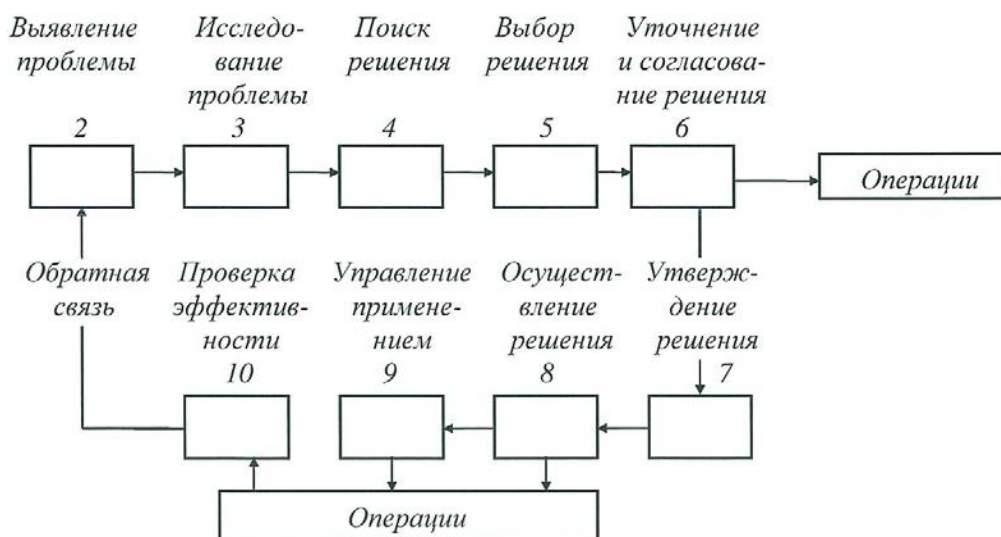 Выявление
проблемы
2
Исследо-
вание
проблемы
3
Поиск
решения
4
Выбор
решения
5
Уточнение
и согласова-
ние решения
6
Операции
Обратная
связь
Проверка
эффектив-
ности
10
Управление
примене-
нием
9
Осущест-
вление
решения
8
Утверж-
дение
решения
7
Операции